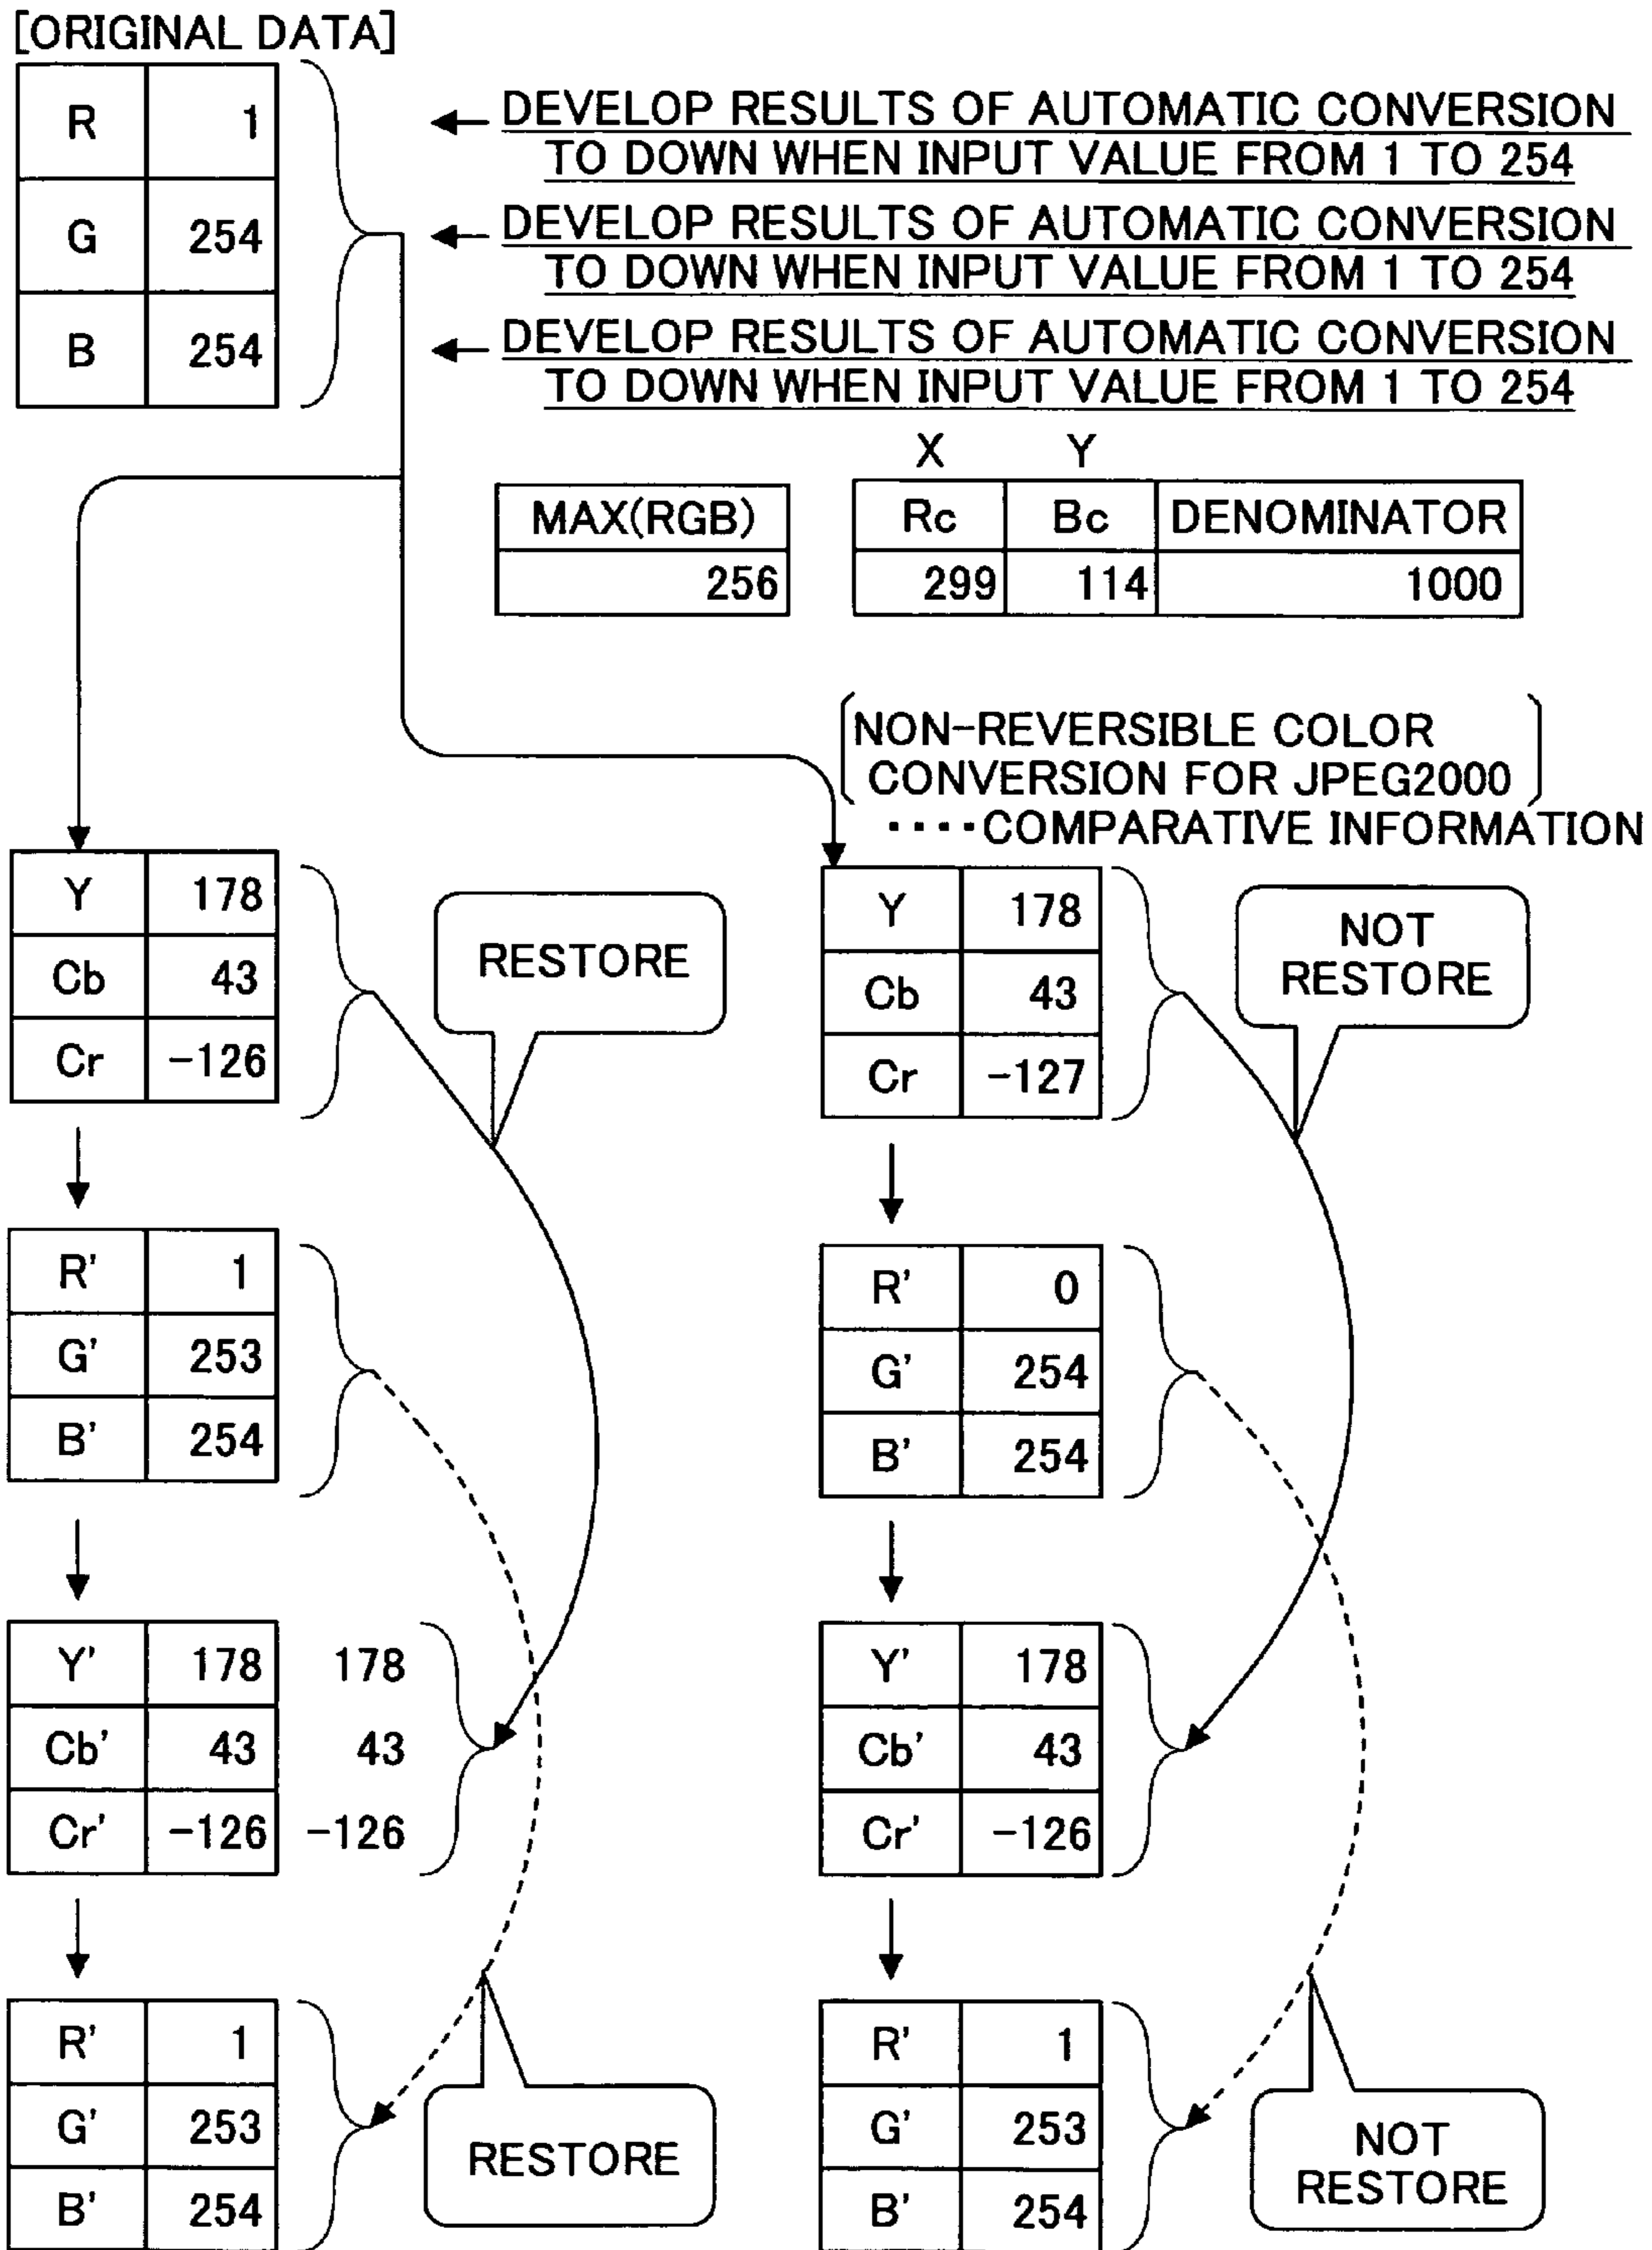 [ORIGINAL DATA]
R 1
G 254
B 254
DEVELOP RESULTS OF AUTOMATIC CONVERSION
TO DOWN WHEN INPUT VALUE FROM 1 TO 254
DEVELOP RESULTS OF AUTOMATIC CONVERSION
TO DOWN WHEN INPUT VALUE FROM 1 TO 254
DEVELOP RESULTS OF AUTOMATIC CONVERSION
TO DOWN WHEN INPUT VALUE FROM 1 TO 254
MAX(RGB)
256
X Y
Rc Bc DENOMINATOR
299 114 1000
NON-REVERSIBLE COLOR
CONVERSION FOR JPEG2000
････COMPARATIVE INFORMATION
Y 178
Cb 43
Cr -126
RESTORE
R' 1
G' 253
B' 254
Y' 178 178
Cb' 43 43
Cr' -126 -126
R' 1
G' 253
B' 254
RESTORE
Y 178
Cb 43
Cr -127
NOT
RESTORE
R' 0
G' 254
B' 254
Y' 178
Cb' 43
Cr' -126
R' 1
G' 253
B' 254
NOT
RESTORE